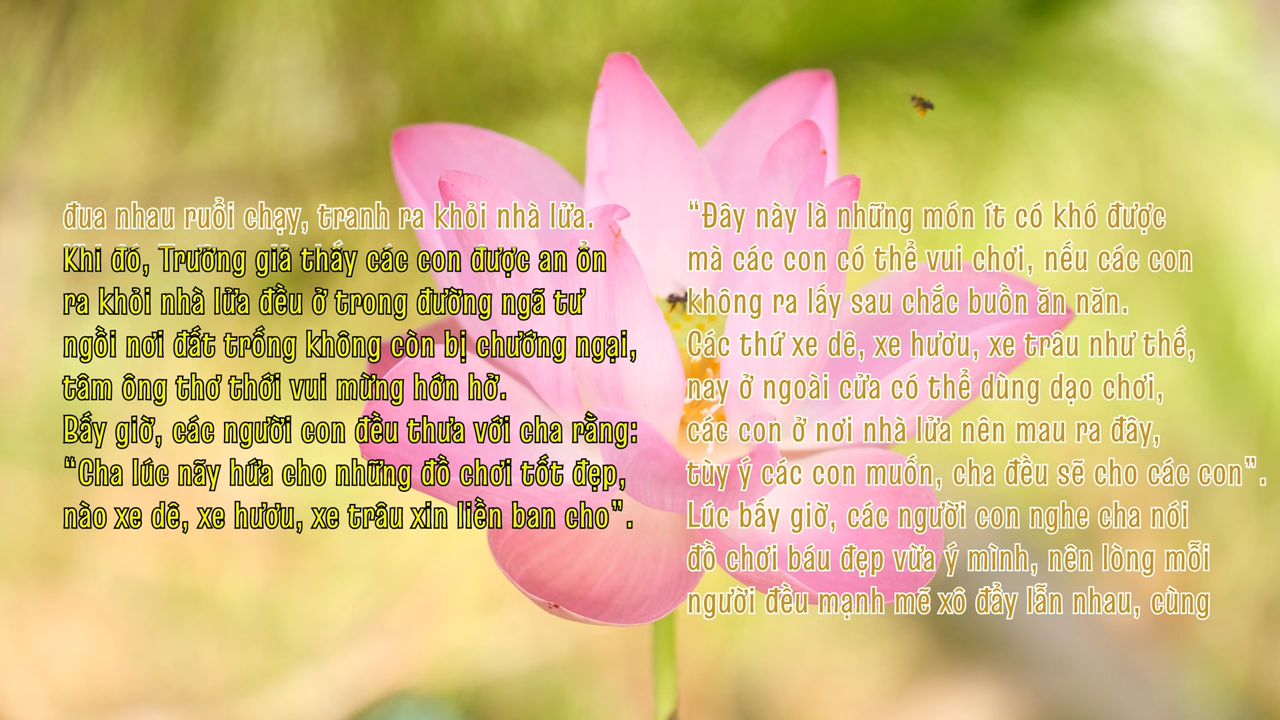 đua nhau ruổi chạy, tranh ra khỏi nhà lửa.
Khi đó, Trưởng giả thấy các con được an ổn
ra khỏi nhà lửa đều ở trong đường ngã tư
ngồi nơi đất trống không còn bị chướng ngại,
tâm ông thơ thới vui mừng hớn hở.
Bấy giờ, các người con đều thưa với cha rằng:
“Cha lúc nãy hứa cho những đồ chơi tốt đẹp,
nào xe dê, xe hươu, xe trâu xin liền ban cho”.
“Đây này là những món ít có khó được
mà các con có thể vui chơi, nếu các con
không ra lấy sau chắc buồn ăn năn.
Các thứ xe dê, xe hươu, xe trâu như thế,
nay ở ngoài cửa có thể dùng dạo chơi,
các con ở nơi nhà lửa nên mau ra đây,
tùy ý các con muốn, cha đều sẽ cho các con”.
Lúc bấy giờ, các người con nghe cha nói
đồ chơi báu đẹp vừa ý mình, nên lòng mỗi
người đều mạnh mẽ xô đẩy lẫn nhau, cùng